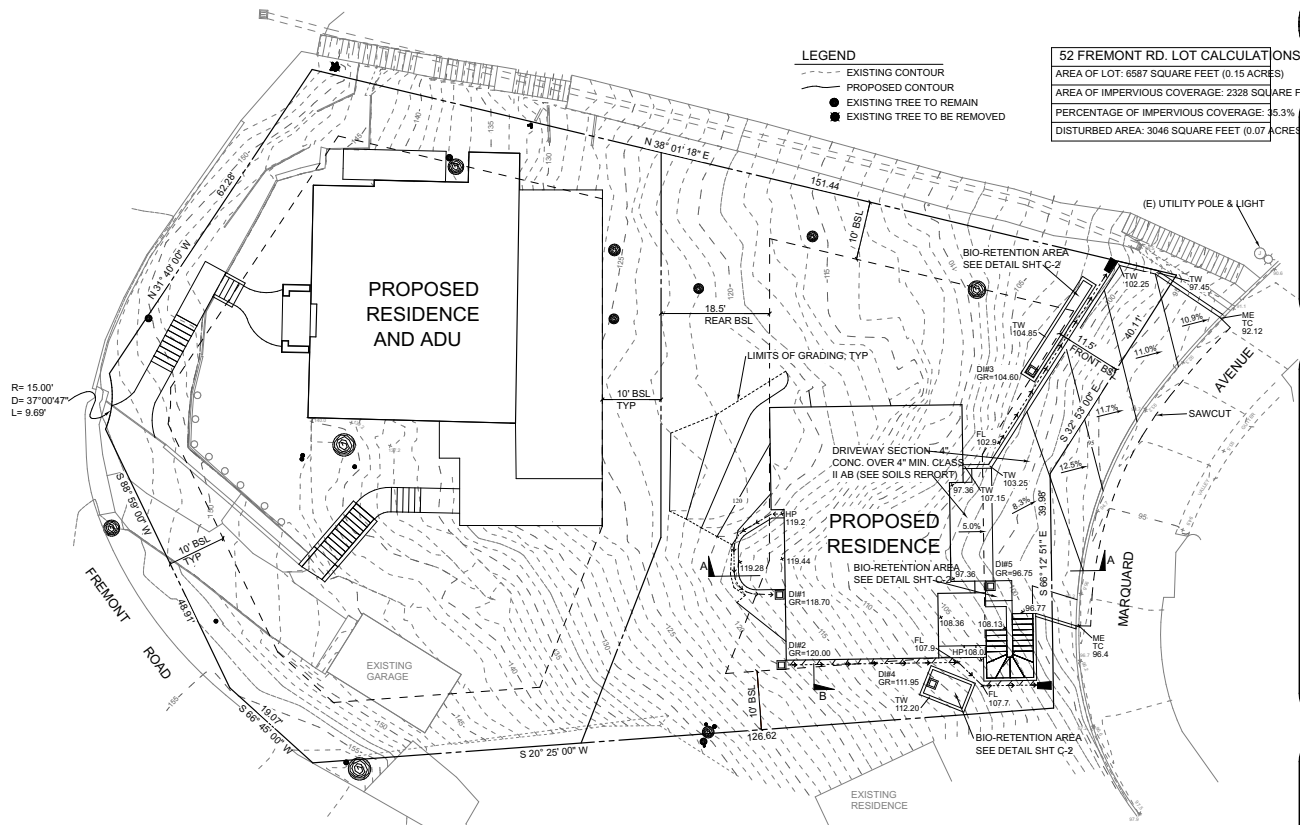 LEGEND
EXISTING CONTOUR
PROPOSED CONTOUR
EXISTING TREE TO REMAIN
EXISTING TREE TO BE REMOVED
52 FREMONT RD. LOT CALCULATIONS
AREA OF LOT: 6587 SQUARE FEET (0.15 ACRES)
AREA OF IMPERVIOUS COVERAGE: 2328 SQUARE F
PERCENTAGE OF IMPERVIOUS COVERAGE: 35.3%
DISTURBED AREA: 3046 SQUARE FEET (0.07 ACRES
N 38° 01' 18" E
151.44
(E) UTILITY POLE & LIGHT
62.28'
N 31° 40' 00" W
10' BSL
BIO-RETENTION AREA
SEE DETAIL SHT C-2
TW
102.25
TW
97.45
PROPOSED
RESIDENCE
AND ADU
18.5'
REAR BSL
TW
104.85
10.9%
ME
TC
92.12
40.11'
11.0%
11.5'
FRONT BSL
AVENUE
LIMITS OF GRADING; TYP
DI#3
GR=104.60
R= 15.00'
D= 37°00'47"
L= 9.69'
10' BSL
TYP
S 32° 53' 00" E
11.7%
SAWCUT
FL
102.9
DRIVEWAY SECTION - 4"
CONC. OVER 4" MIN. CLASS
II AB (SEE SOILS REPORT)
12.5%
TW
103.25
97.36
TW
107.15
8.3%
39.98'
HP
119.2
PROPOSED
RESIDENCE
5.0%
S 88° 59' 00" W
10' BSL
TYP
119.44
119.28
A
BIO-RETENTION AREA
SEE DETAIL SHT C-2
97.36
DI#5
GR=96.75
S 66° 12' 51" E
A
MARQUARD
FREMONT
ROAD
48.91'
DI#1
GR=118.70
96.77
108.36
108.13
DI#2
GR=120.00
FL
107.9
HP108.0
ME
TC
96.4
EXISTING
GARAGE
DI#4
GR=111.95
B
TW
112.20
FL
107.7
10' BSL
19.07'
S 66° 45' 00" W
126.62
S 20° 25' 00" W
BIO-RETENTION AREA
SEE DETAIL SHT C-2
EXISTING
RESIDENCE